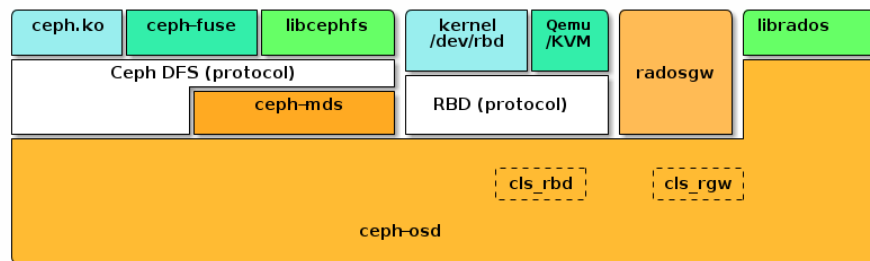 ceph.ko
ceph-fuse
libcephfs
kernel
/dev/rbd
Qemu
/KVM
radosgw
librados
Ceph DFS (protocol)
ceph-mds
RBD (protocol)
cls_rbd
cls_rgw
ceph-osd